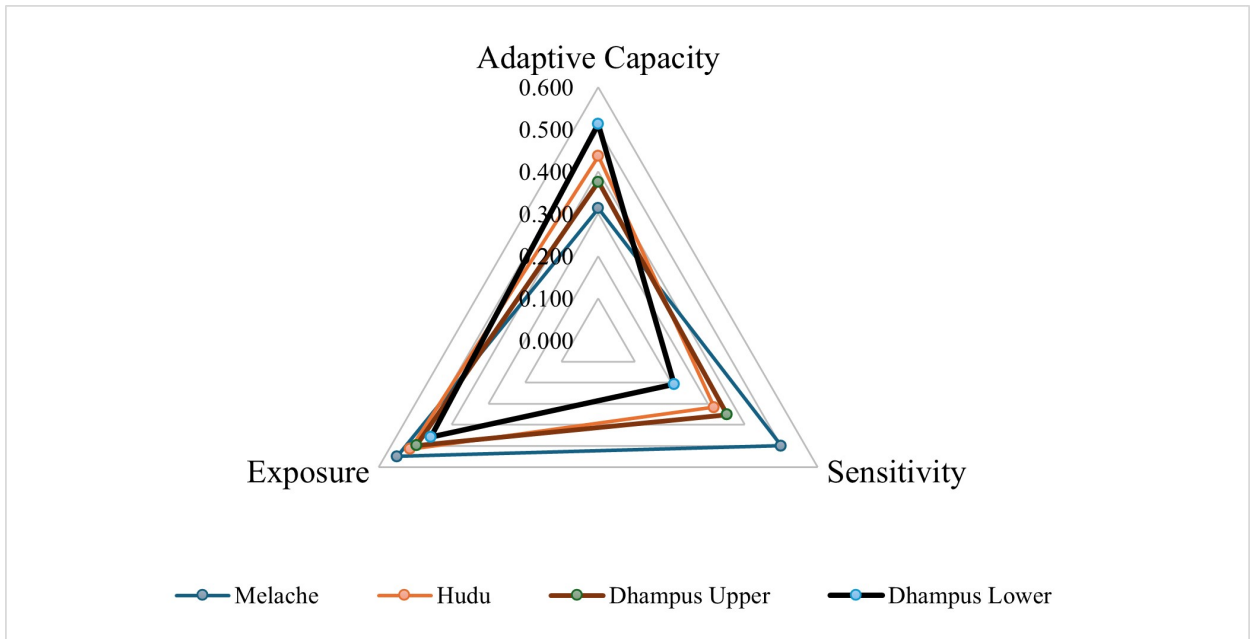 Adaptive Capacity
0.600
0.500
0.400
0.300
0.200
0.100
0.000
Exposure
Sensitivity
Melache
Hudu
Dhampus Upper
Dhampus Lower